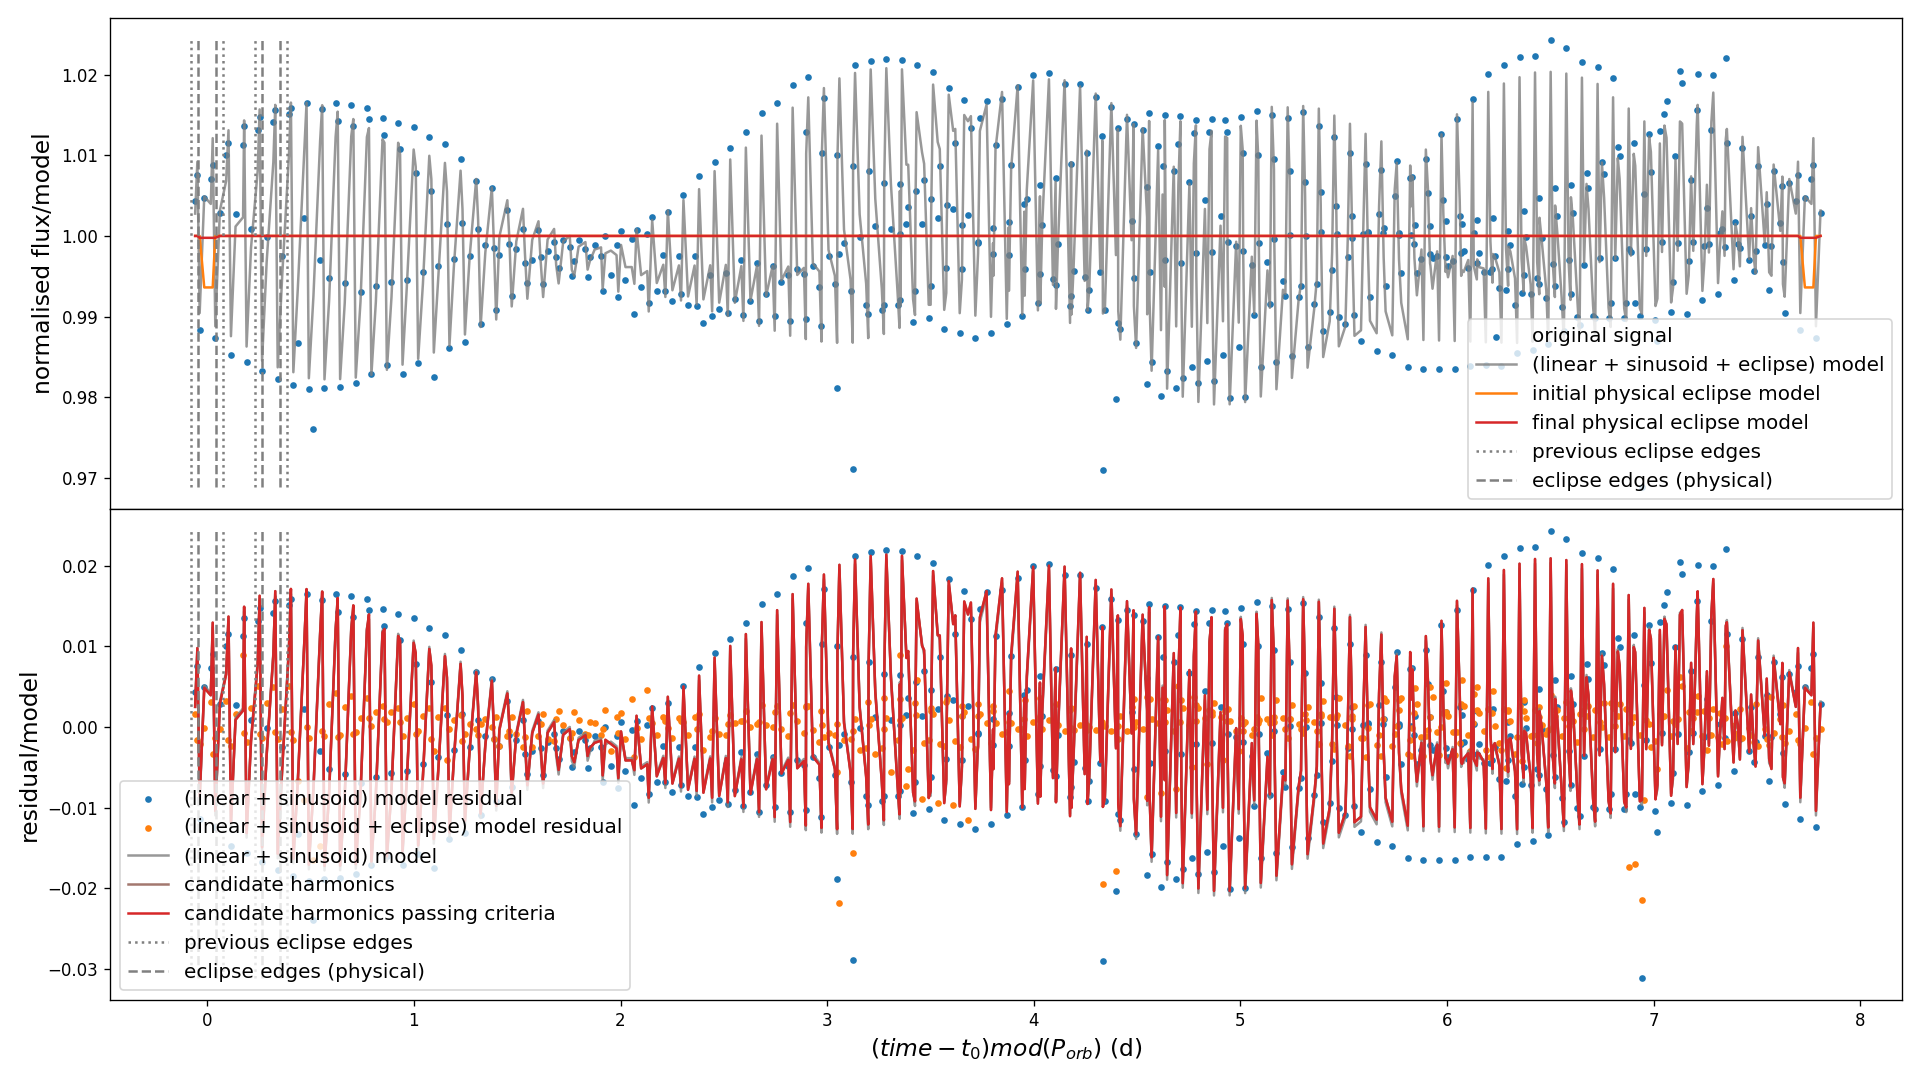 normalised flux/model
1.02
1.01
1.00
0.99
0.98
0.97
original signal
(linear + sinusoid + eclipse) model
initial physical eclipse model
final physical eclipse model
previous eclipse edges
eclipse edges (physical)
residual/model
0.02
0.01
0.00
−0.01
−0.02
−0.03
(linear + sinusoid) model residual
(linear + sinusoid + eclipse) model residual
(linear + sinusoid) model
candidate harmonics
candidate harmonics passing criteria
previous eclipse edges
eclipse edges (physical)
0 1 2 3 4 5 6 7 8
(time − t₀)mod(P_orb) (d)